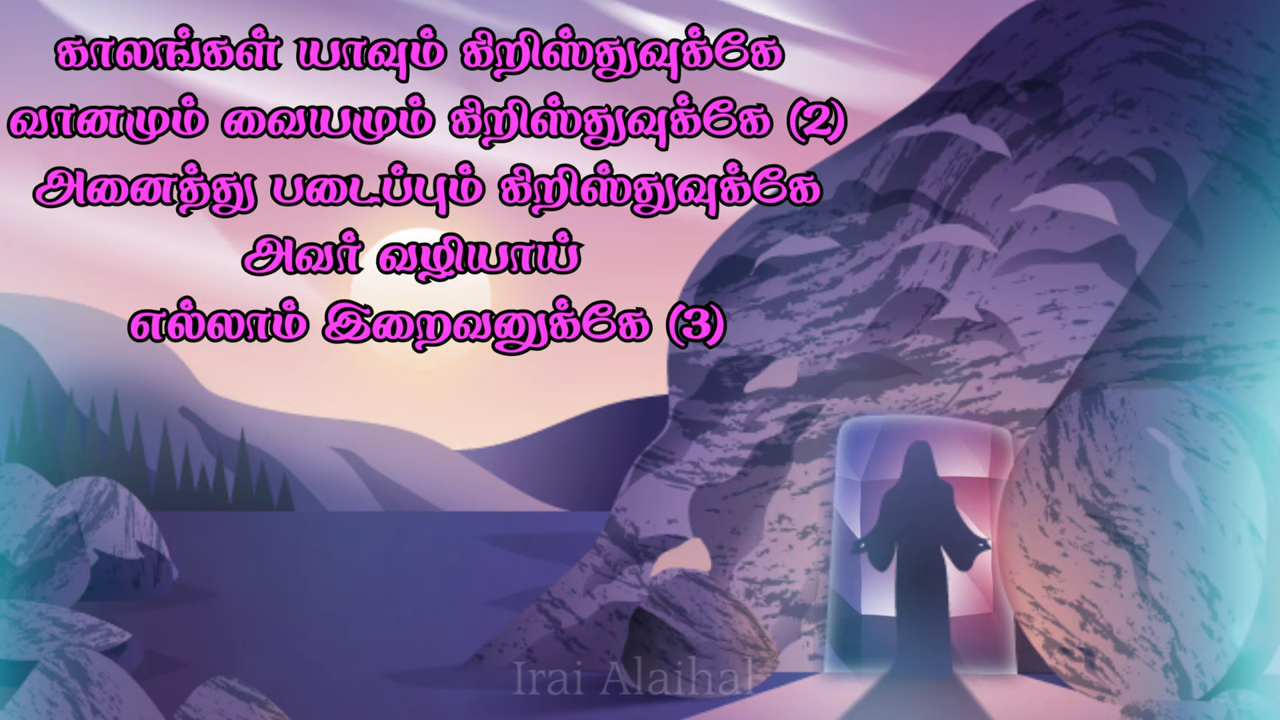 காலங்கள் யாவும் கிறிஸ்துவுக்கே
வானமும் வையமும் கிறிஸ்துவுக்கே (2)
அனைத்து படைப்பும் கிறிஸ்துவுக்கே
அவர் வழியாய்
எல்லாம் இறைவனுக்கே (3)
Irai Alaihal